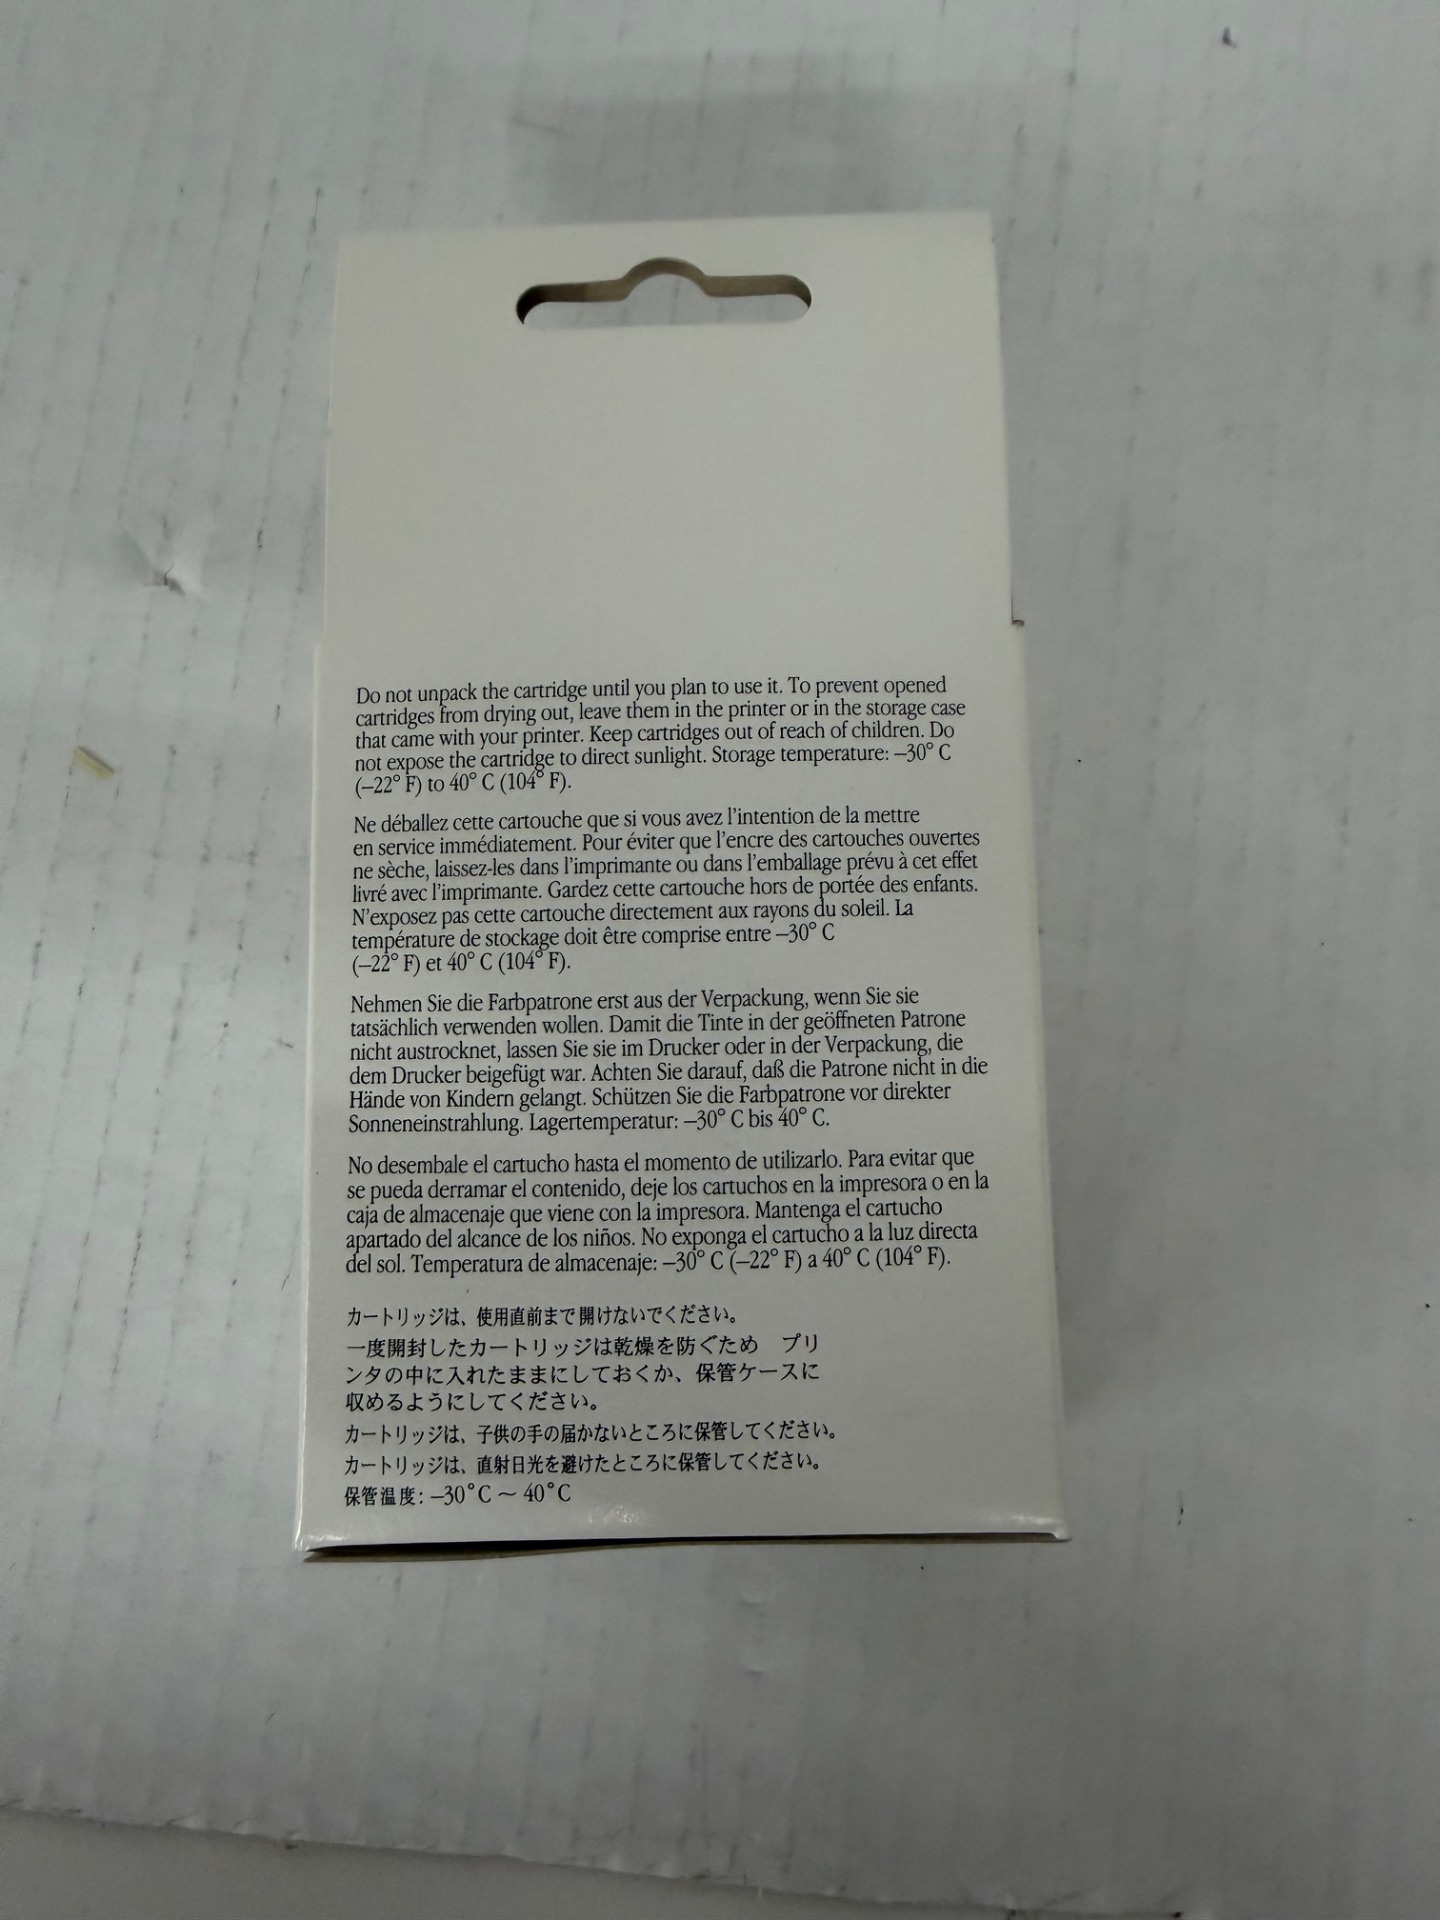 Do not unpack the cartridge until you plan to use it. To prevent opened
cartridges from drying out, leave them in the printer or in the storage case
that came with your printer. Keep cartridges out of reach of children. Do
not expose the cartridge to direct sunlight. Storage temperature: –30° C
(–22° F) to 40° C (104° F).
Ne déballez cette cartouche que si vous avez l'intention de la mettre
en service immédiatement. Pour éviter que l'encre des cartouches ouvertes
ne sèche, laissez-les dans l'imprimante ou dans l'emballage prévu à cet effet
livré avec l'imprimante. Gardez cette cartouche hors de portée des enfants.
N'exposez pas cette cartouche directement aux rayons du soleil. La
température de stockage doit être comprise entre –30° C
(–22° F) et 40° C (104° F).
Nehmen Sie die Farbpatrone erst aus der Verpackung, wenn Sie sie
tatsächlich verwenden wollen. Damit die Tinte in der geöffneten Patrone
nicht austrocknet, lassen Sie sie im Drucker oder in der Verpackung, die
dem Drucker beigefügt war. Achten Sie darauf, daß die Patrone nicht in die
Hände von Kindern gelangt. Schützen Sie die Farbpatrone vor direkter
Sonneneinstrahlung. Lagertemperatur: –30° C bis 40° C.
No desembale el cartucho hasta el momento de utilizarlo. Para evitar que
se pueda derramar el contenido, deje los cartuchos en la impresora o en la
caja de almacenaje que viene con la impresora. Mantenga el cartucho
apartado del alcance de los niños. No exponga el cartucho a la luz directa
del sol. Temperatura de almacenaje: –30° C (–22° F) a 40° C (104° F).
カートリッジは、使用直前まで開けないでください。
一度開封したカートリッジは乾燥を防ぐため　プリ
ンタの中に入れたままにしておくか、保管ケースに
収めるようにしてください。
カートリッジは、子供の手の届かないところに保管してください。
カートリッジは、直射日光を避けたところに保管してください。
保管温度: –30°C ～ 40°C